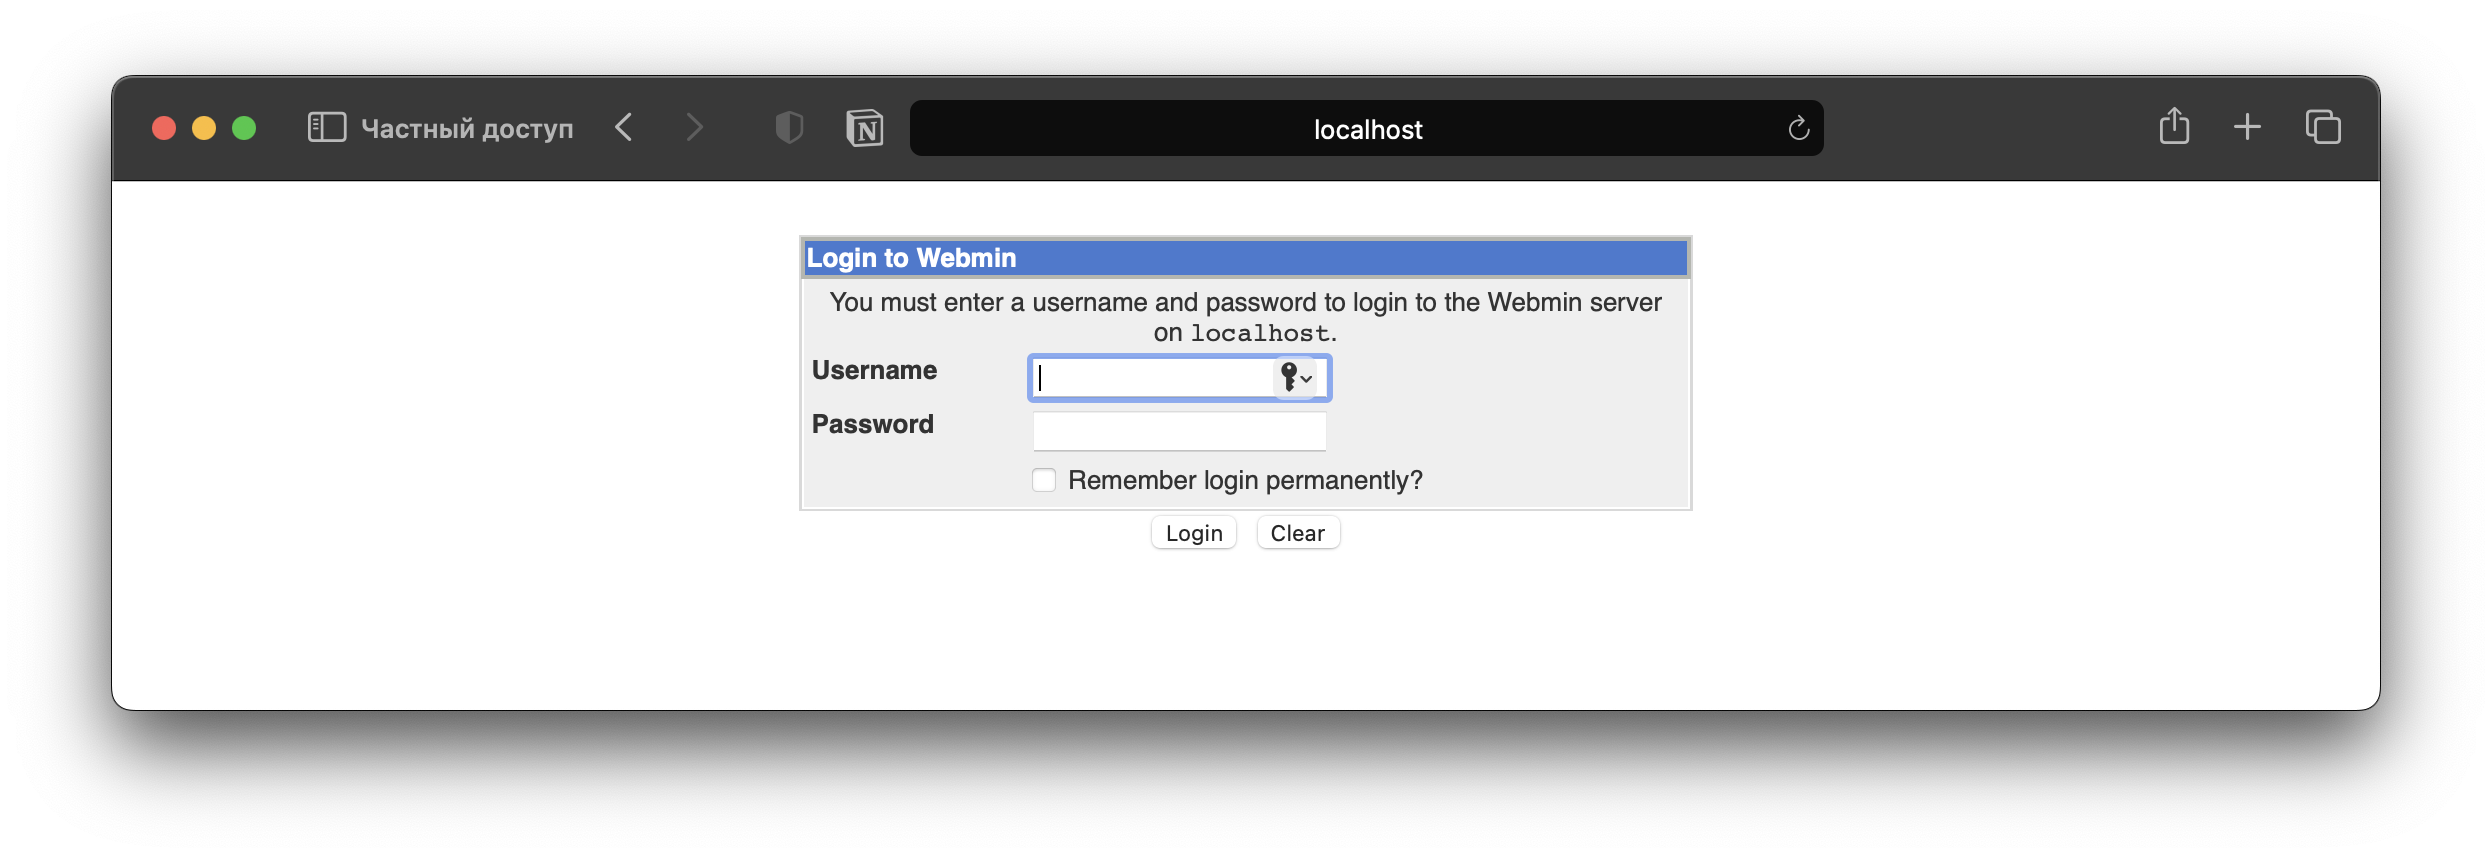 Частный доступ
N
localhost
Login to Webmin
You must enter a username and password to login to the Webmin server
on localhost.
Username
Password
Remember login permanently?
Login Clear